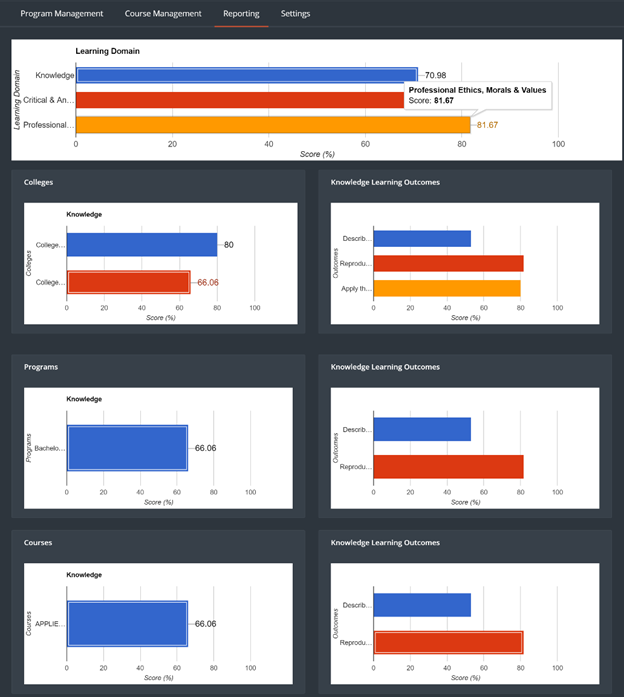 Program Management Course Management Reporting Settings
Learning Domain
Learning Domain
Knowledge 70.98
Critical & An...
Professional Ethics, Morals & Values
Score: 81.67
Professional... 81.67
0 20 40 60 80 100
Score (%)
Colleges
Knowledge
Colleges
College... 80
College... 66.06
0 20 40 60 80 100
Score (%)
Knowledge Learning Outcomes
Outcomes
Describ...
Reprodu...
Apply th...
0 20 40 60 80 100
Score (%)
Programs
Knowledge
Programs
Bachelo... 66.06
0 20 40 60 80 100
Score (%)
Knowledge Learning Outcomes
Outcomes
Describ...
Reprodu...
0 20 40 60 80 100
Score (%)
Courses
Knowledge
Courses
APPLIE... 66.06
0 20 40 60 80 100
Score (%)
Knowledge Learning Outcomes
Outcomes
Describ...
Reprodu...
0 20 40 60 80 100
Score (%)